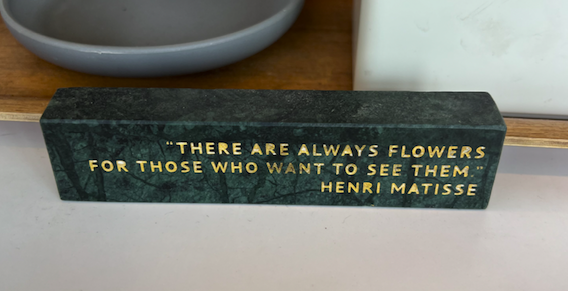 "THERE ARE ALWAYS FLOWERS
FOR THOSE WHO WANT TO SEE THEM."
HENRI MATISSE